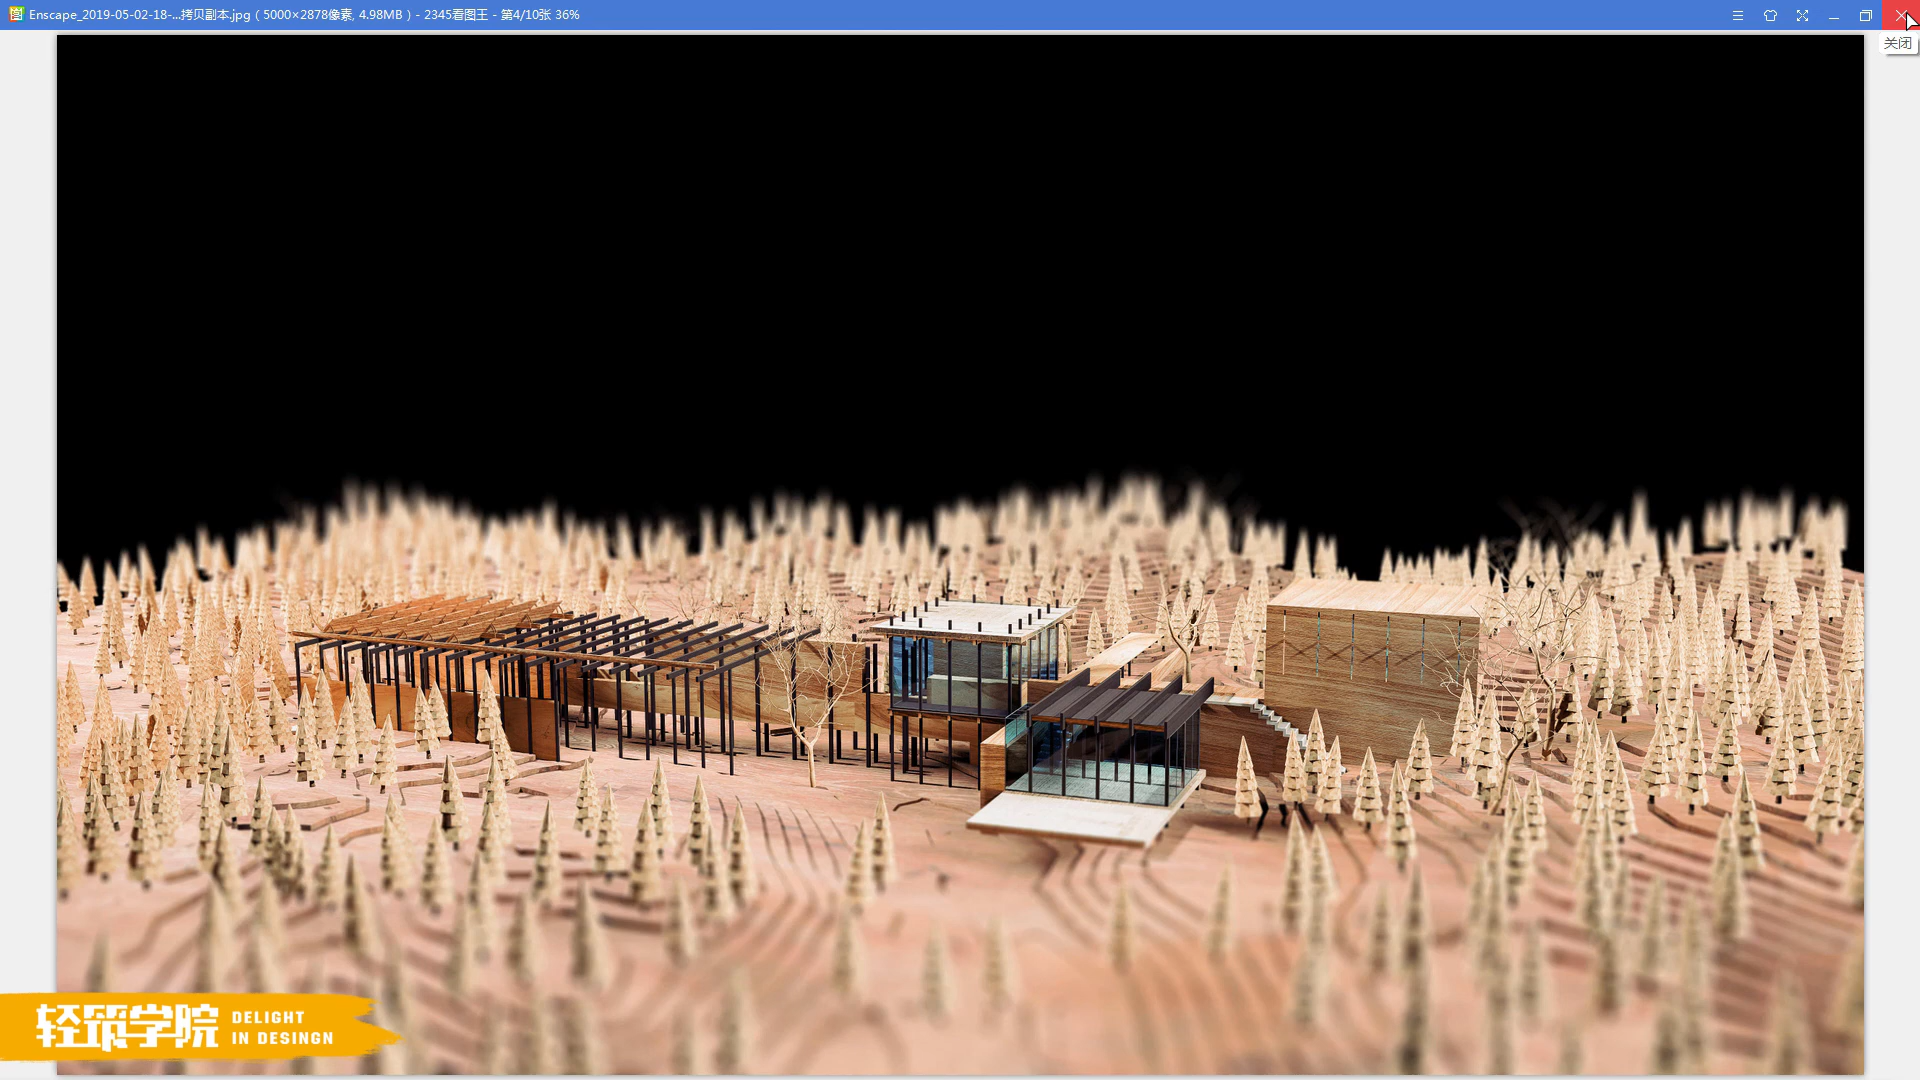 Enscape_2019-05-02-18-...拷贝副本.jpg ( 5000×2878像素, 4.98MB ) - 2345看图王 - 第4/10张 36%
关闭
轻筑学院
DELIGHT
IN DESINGN